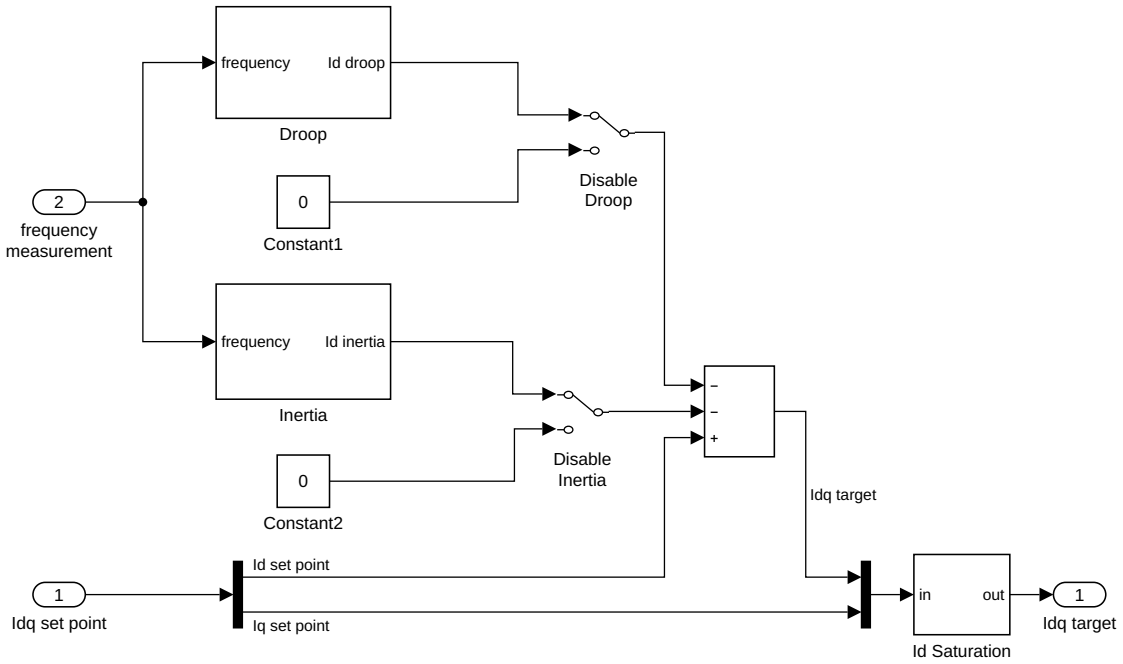 frequency
Id droop
Droop
Disable
Droop
0
Constant1
2
frequency
measurement
frequency
Id inertia
Inertia
−
−
+
Disable
Inertia
0
Constant2
Idq target
Id set point
1
Idq set point
Iq set point
in
out
Id Saturation
1
Idq target